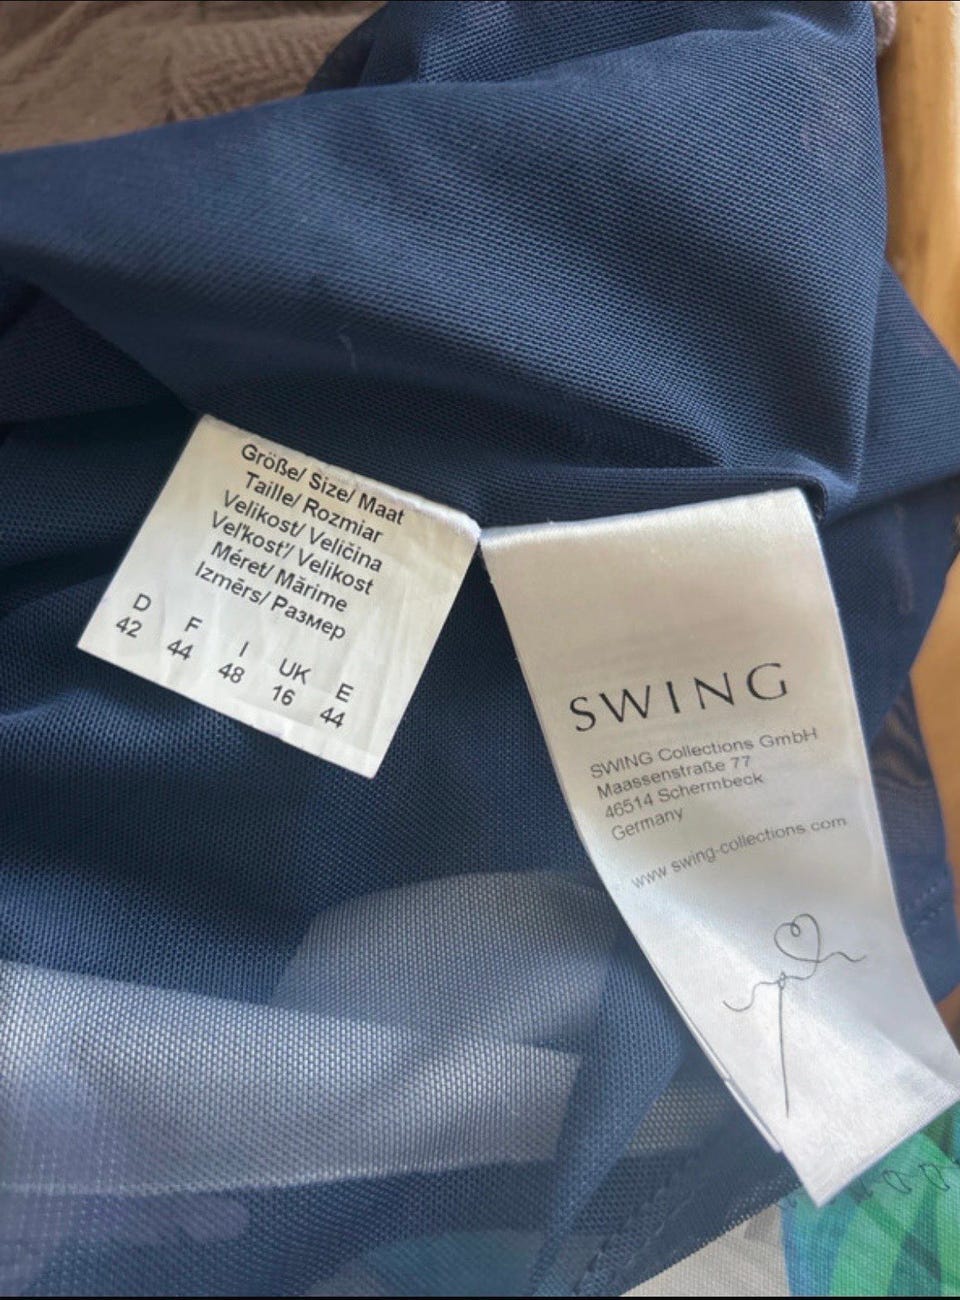 Größe/ Size/ Maat
Taille/ Rozmiar
Velikost/ Veličina
Veľkosť/ Velikost
Méret/ Mărime
Izmērs/ Размер
D F I UK E
42 44 48 16 44
SWING
SWING Collections GmbH
Maassenstraße 77
46514 Schermbeck
Germany
www.swing-collections.com